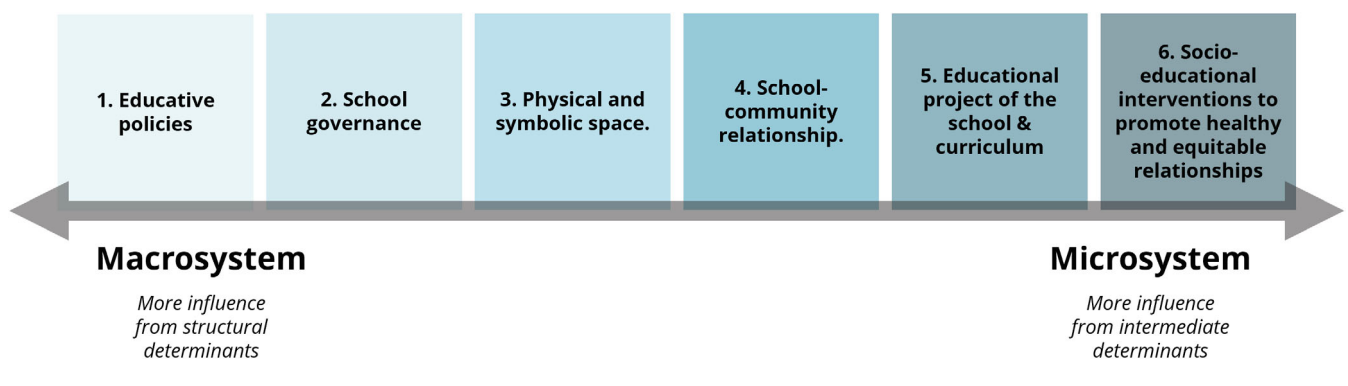 1. Educative
policies
2. School
governance
3. Physical and
symbolic space.
4. School-
community
relationship.
5. Educational
project of the
school &
curriculum
6. Socio-
educational
interventions to
promote healthy
and equitable
relationships
Macrosystem
More influence
from structural
determinants
Microsystem
More influence
from intermediate
determinants